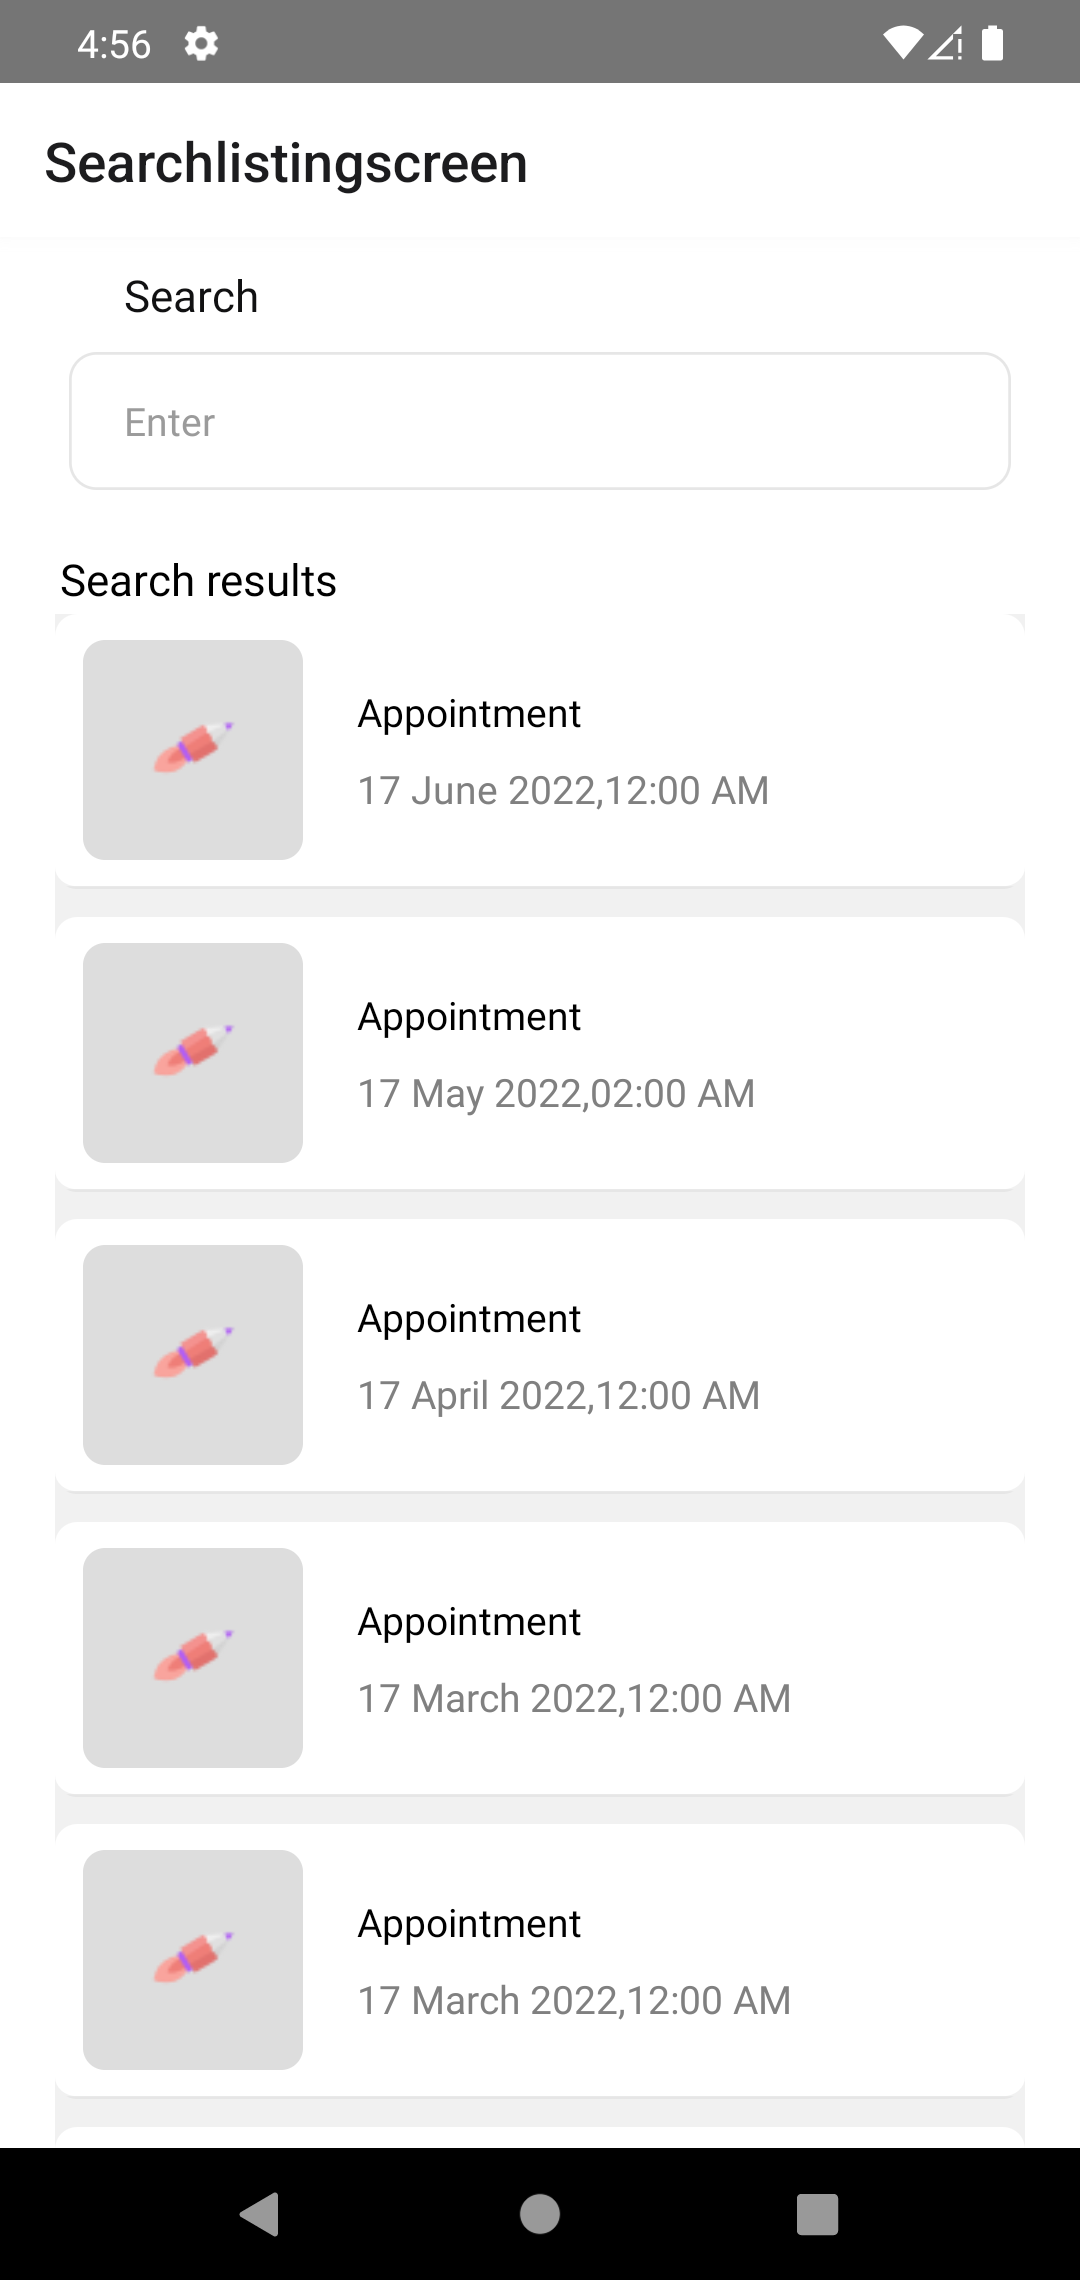 4:56
Searchlistingscreen
Search
Enter
Search results
Appointment
17 June 2022,12:00 AM
Appointment
17 May 2022,02:00 AM
Appointment
17 April 2022,12:00 AM
Appointment
17 March 2022,12:00 AM
Appointment
17 March 2022,12:00 AM